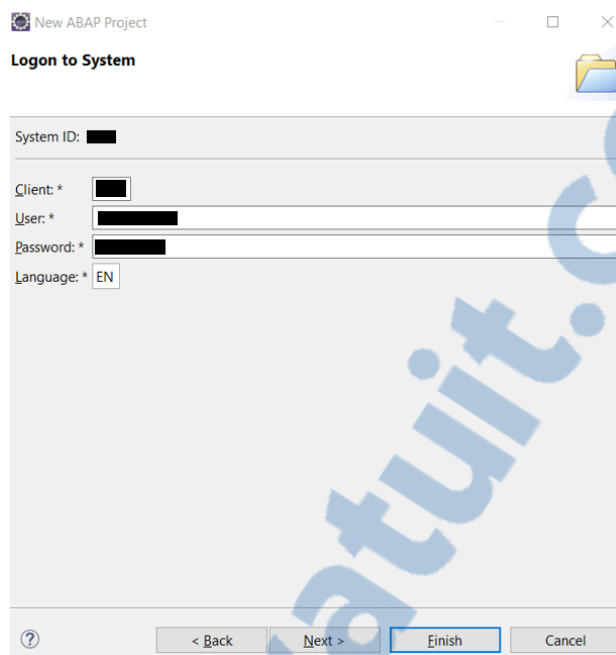 New ABAP Project
Logon to System
System ID:
Client: *
User: *
Password: *
Language: * EN
< Back Next > Finish Cancel